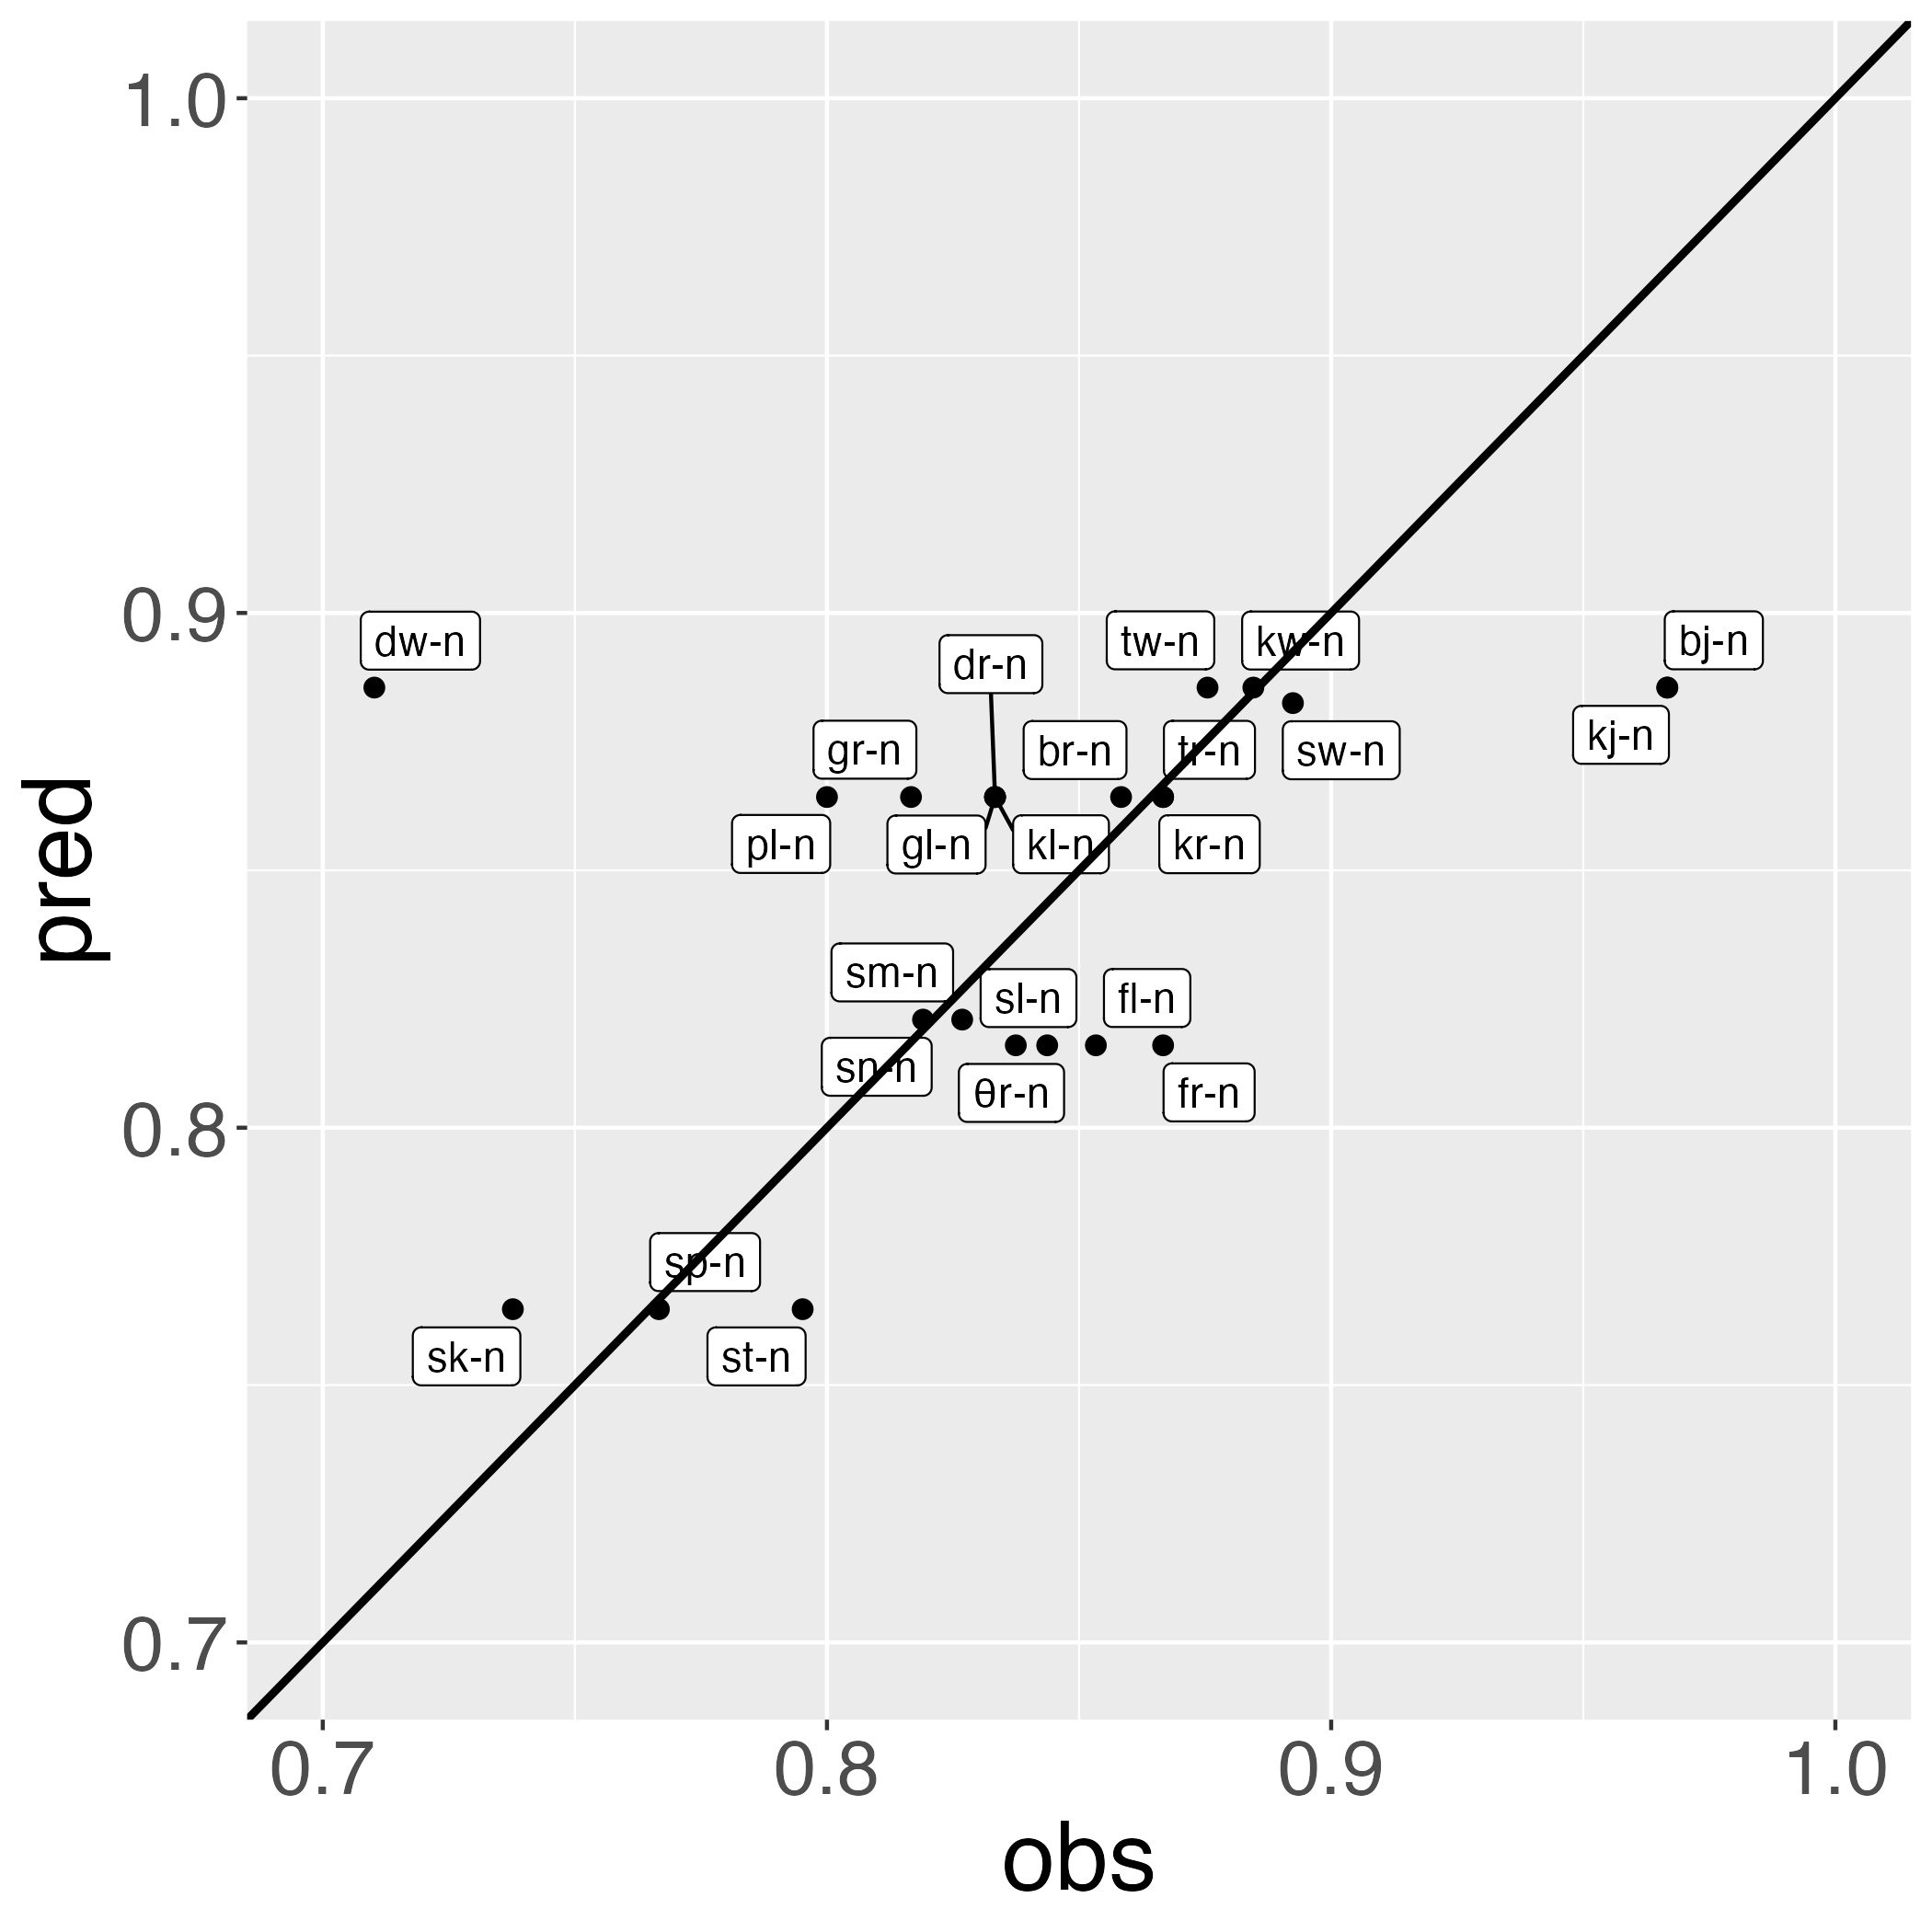 1.0
0.9
0.8
0.7
pred
dw-n
tw-n
kw-n
bj-n
dr-n
kj-n
gr-n
br-n
tr-n
sw-n
pl-n
gl-n
kl-n
kr-n
sm-n
sl-n
fl-n
sn-n
θr-n
fr-n
sp-n
sk-n
st-n
0.7
0.8
0.9
1.0
obs